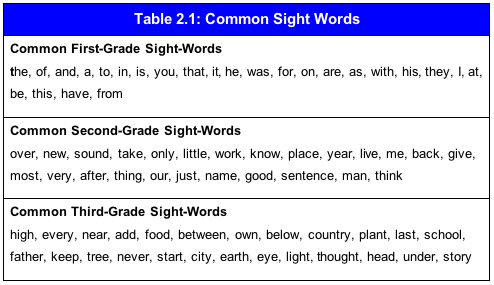 Table 2.1: Common Sight Words
Common First-Grade Sight-Words
the, of, and, a, to, in, is, you, that, it, he, was, for, on, are, as, with, his, they, I, at,
be, this, have, from
Common Second-Grade Sight-Words
over, new, sound, take, only, little, work, know, place, year, live, me, back, give,
most, very, after, thing, our, just, name, good, sentence, man, think
Common Third-Grade Sight-Words
high, every, near, add, food, between, own, below, country, plant, last, school,
father, keep, tree, never, start, city, earth, eye, light, thought, head, under, story